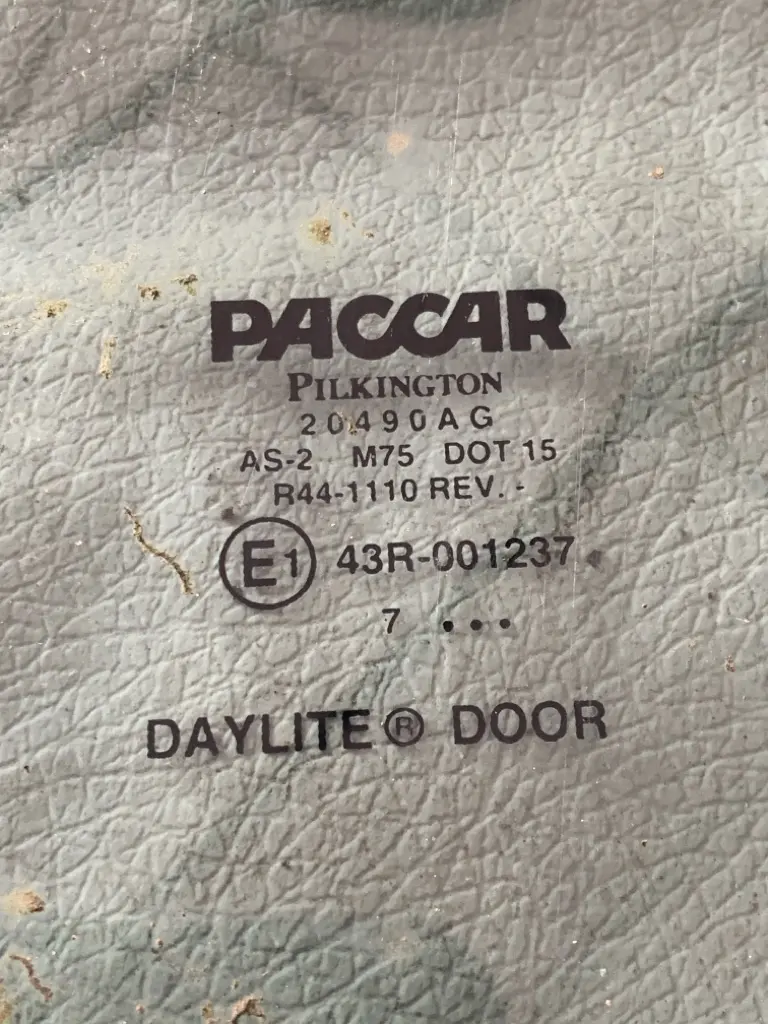 PACCAR
PILKINGTON
20490AG
AS-2 M75 DOT 15
R44-1110 REV. -
E1 43R-001237
7 •••
DAYLITE® DOOR